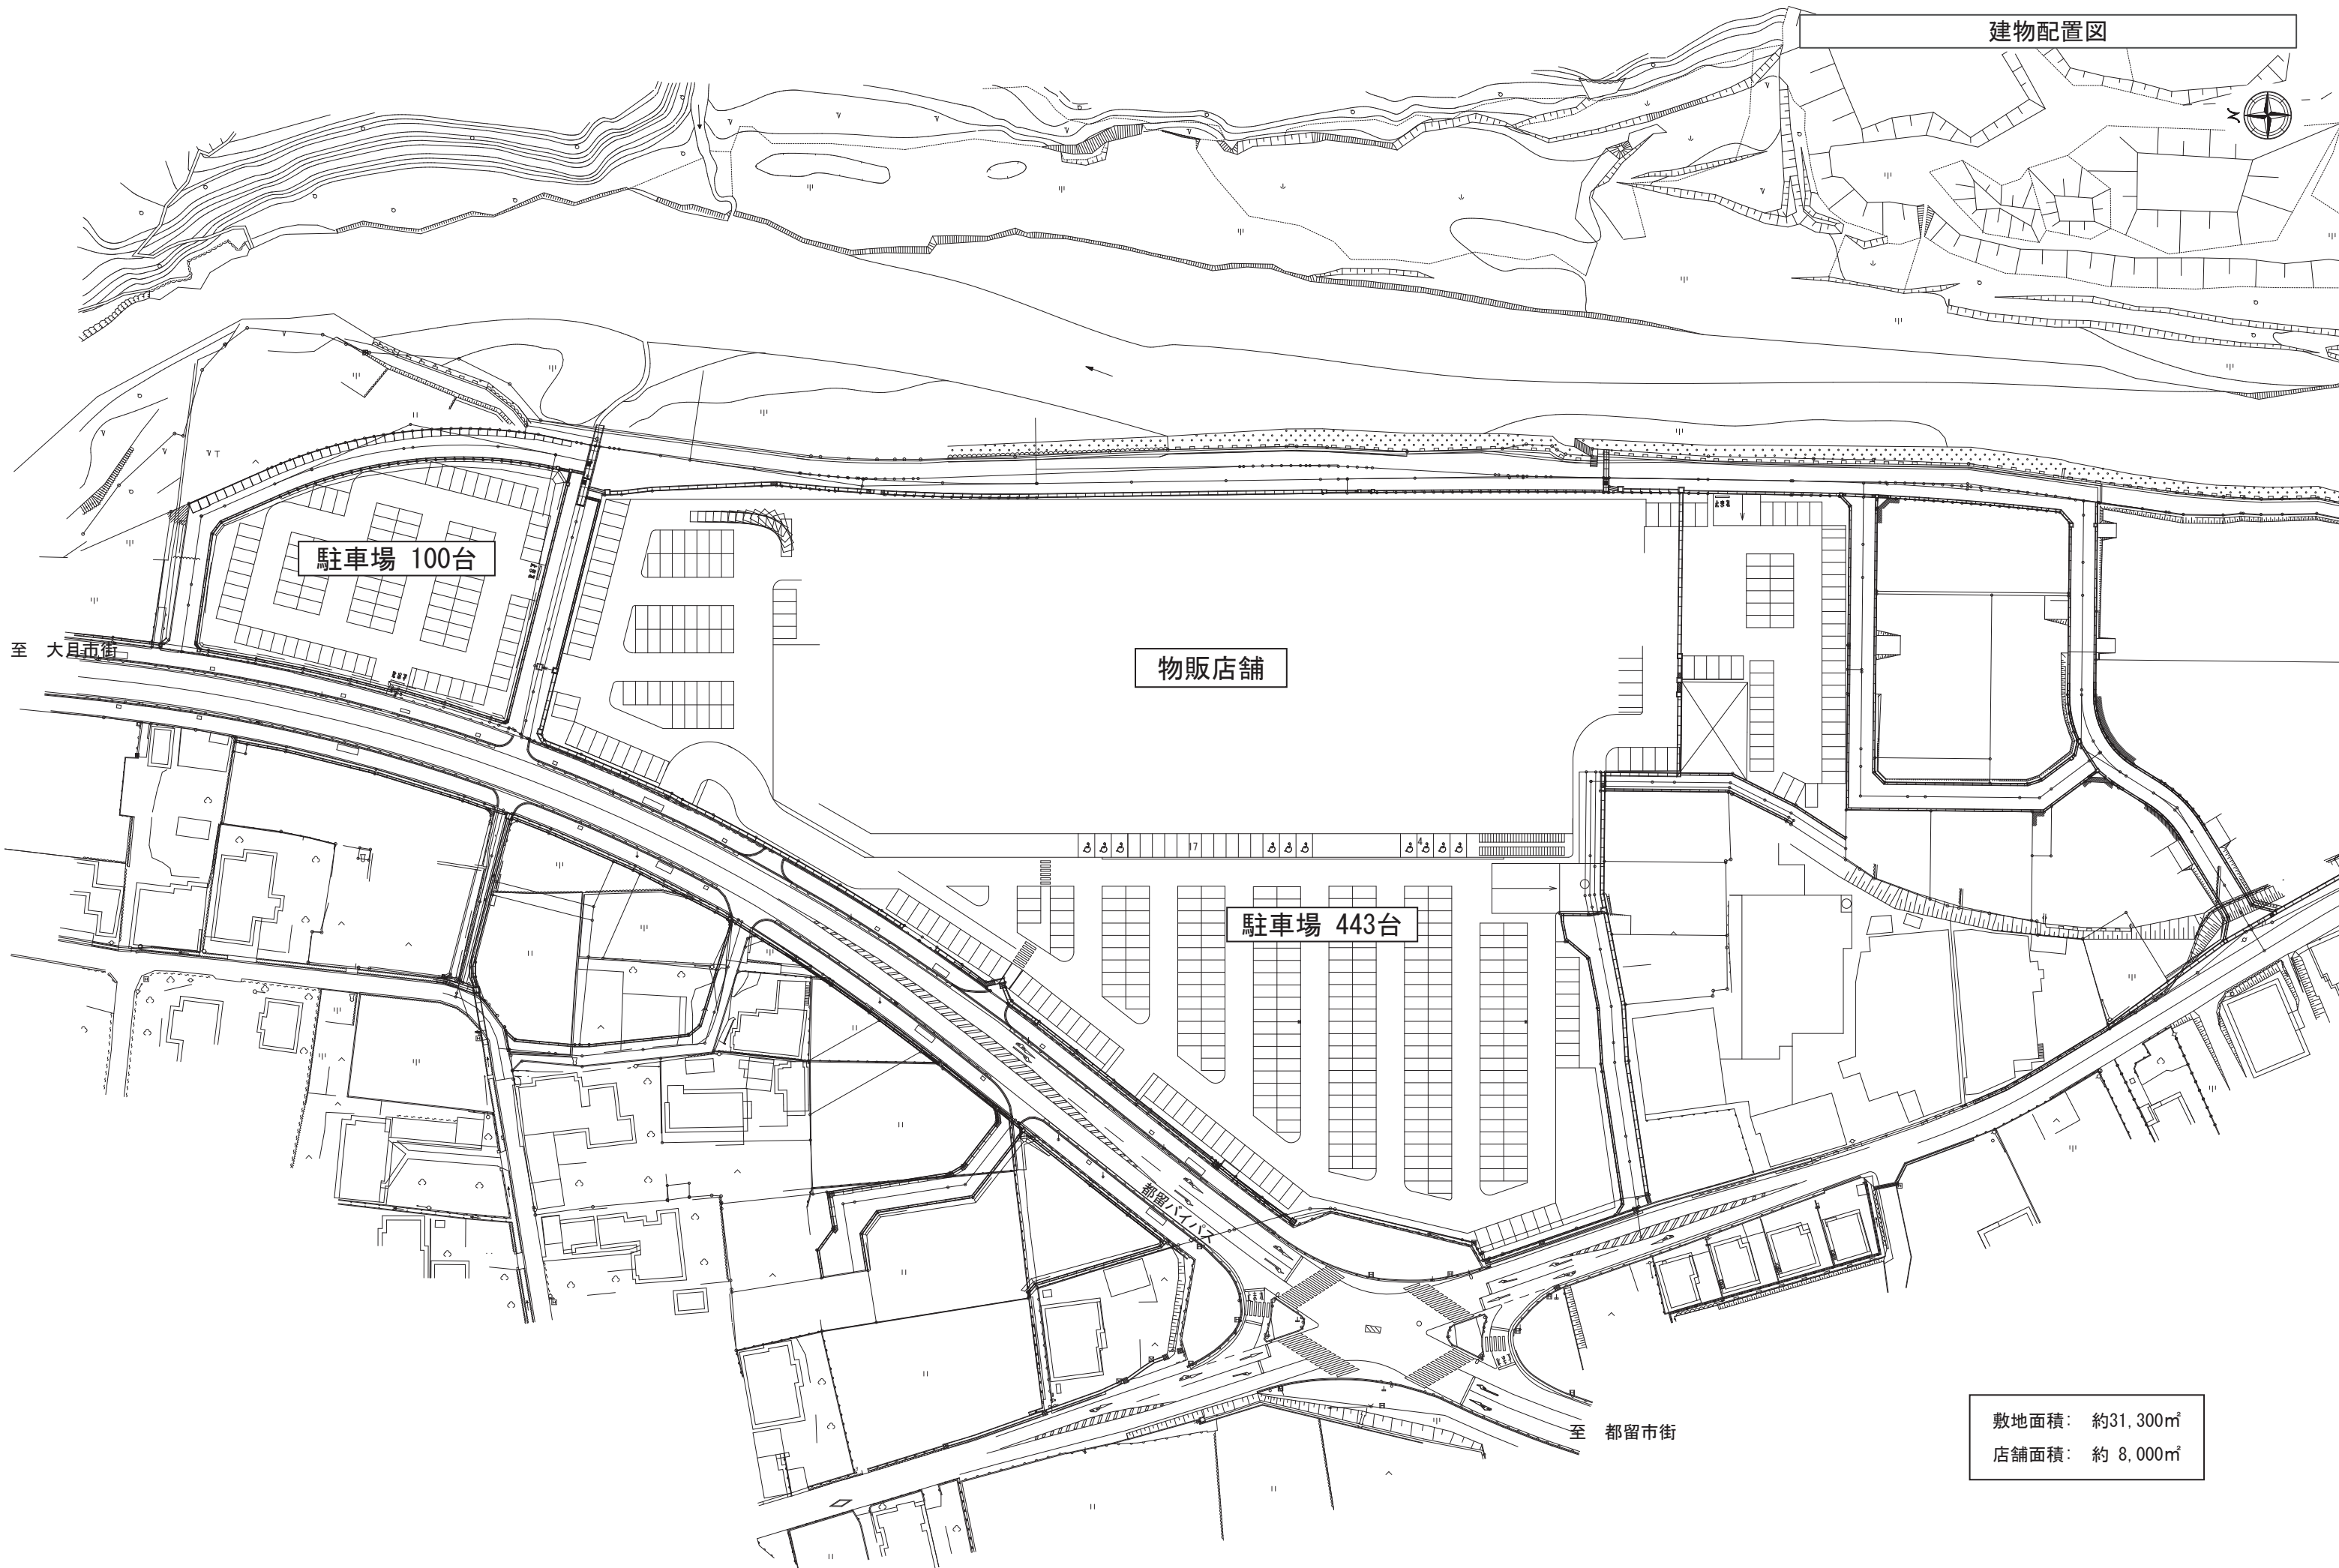 建物配置図
N
駐車場 100台
至 大月市街
物販店舗
17
4
駐車場 443台
都留バイパス
至 都留市街
敷地面積： 約31,300㎡
店舗面積： 約 8,000㎡